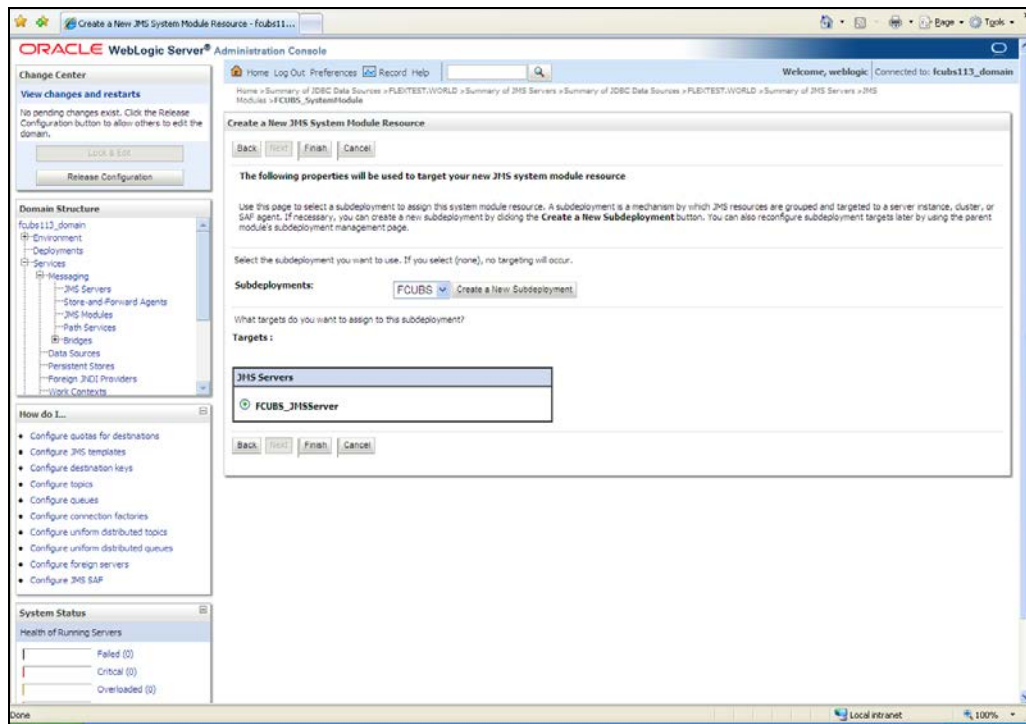 Create a New JMS System Module Resource - fcubs11...
Page
Tools
ORACLE WebLogic Server® Administration Console
Change Center
View changes and restarts
No pending changes exist. Click the Release
Configuration button to allow others to edit the
domain.
Lock & Edit
Release Configuration
Domain Structure
fcubs113_domain
Environment
Deployments
Services
Messaging
JMS Servers
Store-and-Forward Agents
JMS Modules
Path Services
Bridges
Data Sources
Persistent Stores
Foreign JNDI Providers
Work Contexts
How do I...
Configure quotas for destinations
Configure JMS templates
Configure destination keys
Configure topics
Configure queues
Configure connection factories
Configure uniform distributed topics
Configure uniform distributed queues
Configure foreign servers
Configure JMS SAF
System Status
Health of Running Servers
Failed (0)
Critical (0)
Overloaded (0)
Home Log Out Preferences Record Help
Welcome, weblogic Connected to: fcubs113_domain
Home >Summary of JDBC Data Sources >FLEXTEST.WORLD >Summary of JMS Servers >Summary of JDBC Data Sources >FLEXTEST.WORLD >Summary of JMS Servers >JMS
Modules >FCUBS_SystemModule
Create a New JMS System Module Resource
Back Next Finish Cancel
The following properties will be used to target your new JMS system module resource
Use this page to select a subdeployment to assign this system module resource. A subdeployment is a mechanism by which JMS resources are grouped and targeted to a server instance, cluster, or
SAF agent. If necessary, you can create a new subdeployment by clicking the Create a New Subdeployment button. You can also reconfigure subdeployment targets later by using the parent
module's subdeployment management page.
Select the subdeployment you want to use. If you select (none), no targeting will occur.
Subdeployments: FCUBS Create a New Subdeployment
What targets do you want to assign to this subdeployment?
Targets :
JMS Servers
FCUBS_JMSServer
Back Next Finish Cancel
Done
Local intranet
100%